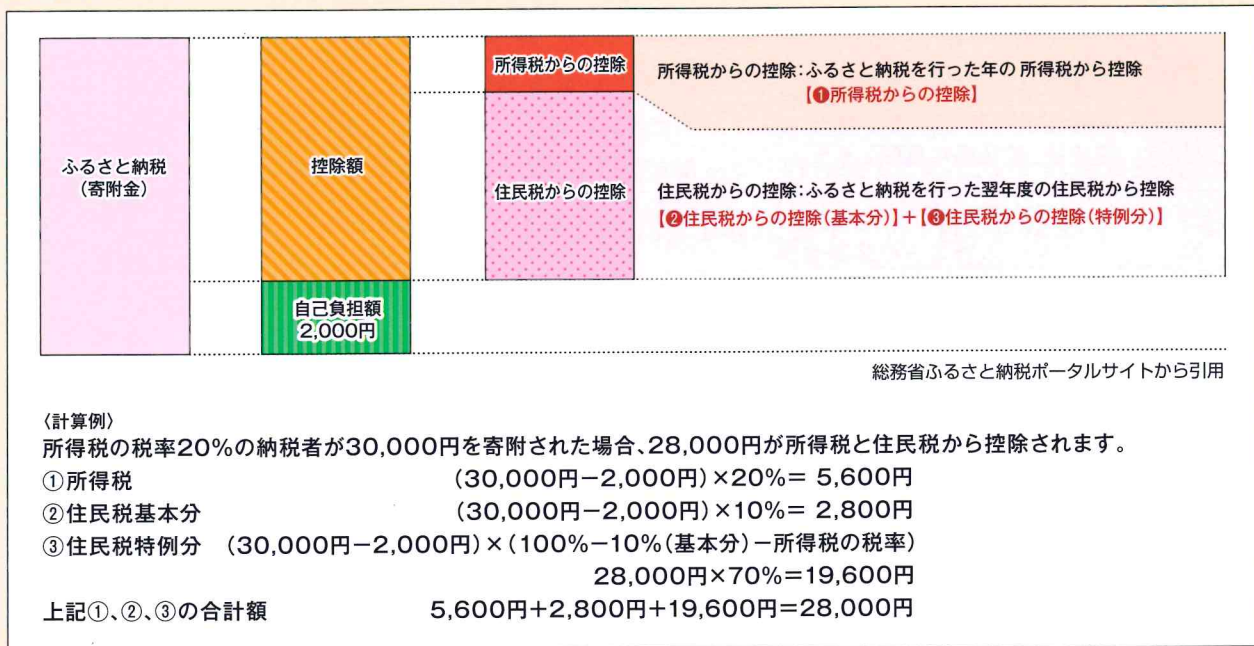 ふるさと納税
(寄附金)
控除額
自己負担額
2,000円
所得税からの控除
住民税からの控除
所得税からの控除:ふるさと納税を行った年の 所得税から控除
【❶所得税からの控除】
住民税からの控除:ふるさと納税を行った翌年度の住民税から控除
【❷住民税からの控除(基本分)】+【❸住民税からの控除(特例分)】
総務省ふるさと納税ポータルサイトから引用
〈計算例〉
所得税の税率20%の納税者が30,000円を寄附された場合、28,000円が所得税と住民税から控除されます。
①所得税 (30,000円−2,000円)×20%= 5,600円
②住民税基本分 (30,000円−2,000円)×10%= 2,800円
③住民税特例分 (30,000円−2,000円)×(100%−10%(基本分)−所得税の税率)
28,000円×70%=19,600円
上記①、②、③の合計額 5,600円+2,800円+19,600円=28,000円